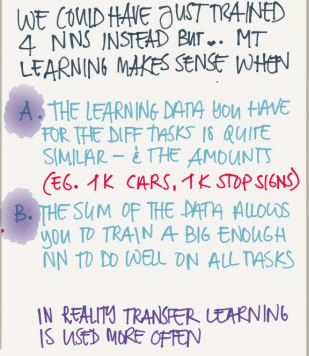 WE COULD HAVE JUST TRAINED
4 NNS INSTEAD BUT... MT
LEARNING MAKES SENSE WHEN
A. THE LEARNING DATA YOU HAVE
FOR THE DIFF TASKS IS QUITE
SIMILAR – & THE AMOUNTS
(EG. 1K CARS, 1K STOPSIGNS)
B. THE SUM OF THE DATA ALLOWS
YOU TO TRAIN A BIG ENOUGH
NN TO DO WELL ON ALL TASKS
IN REALITY TRANSFER LEARNING
IS USED MORE OFTEN